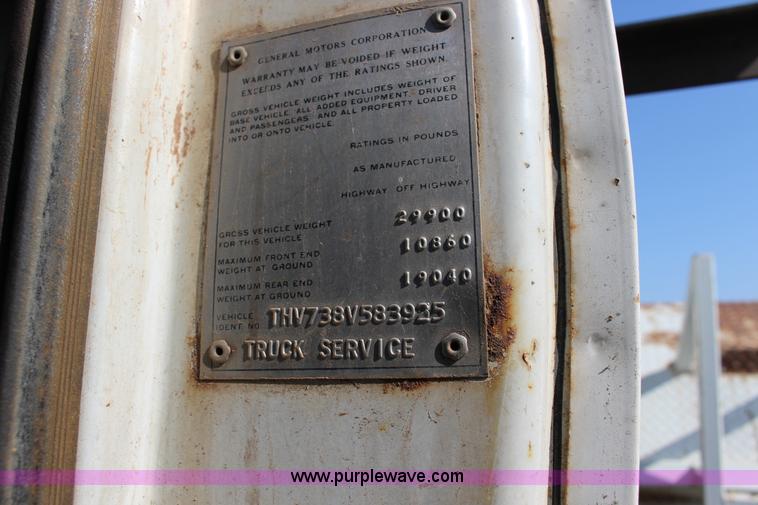 GENERAL MOTORS CORPORATION
WARRANTY MAY BE VOIDED IF WEIGHT
EXCEEDS ANY OF THE RATINGS SHOWN.
GROSS VEHICLE WEIGHT INCLUDES WEIGHT OF
BASE VEHICLE, ALL ADDED EQUIPMENT, DRIVER
AND PASSENGERS AND ALL PROPERTY LOADED
INTO OR ONTO VEHICLE.
RATINGS IN POUNDS
AS MANUFACTURED
HIGHWAY OFF HIGHWAY
GROSS VEHICLE WEIGHT
FOR THIS VEHICLE 29900
MAXIMUM FRONT END
WEIGHT AT GROUND 10860
MAXIMUM REAR END
WEIGHT AT GROUND 19040
VEHICLE
IDENT NO THV738V583925
TRUCK SERVICE
www.purplewave.com